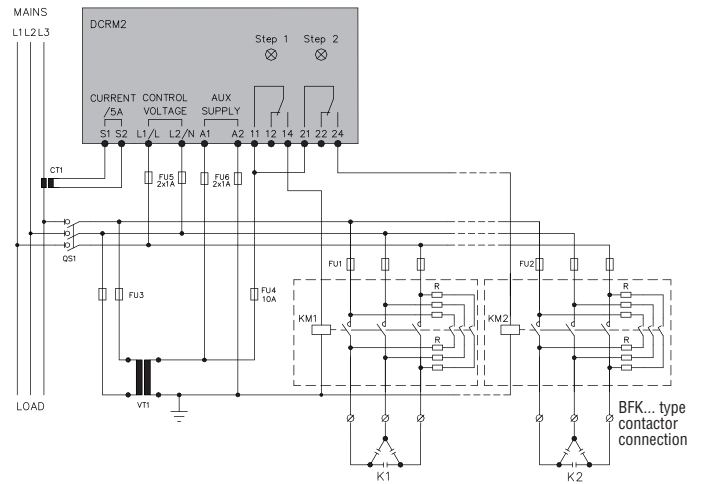 MAINS
L1 L2 L3
DCRM2
Step 1 Step 2
CURRENT CONTROL AUX
/5A VOLTAGE SUPPLY
S1 S2 L1/L L2/N A1 A2 11 12 14 21 22 24
CT1
FU5
2x1A
FU6
2x1A
QS1
FU1 FU2
FU3
FU4
10A
R R
KM1 KM2
R R
VT1
LOAD
BFK... type
contactor
connection
K1 K2